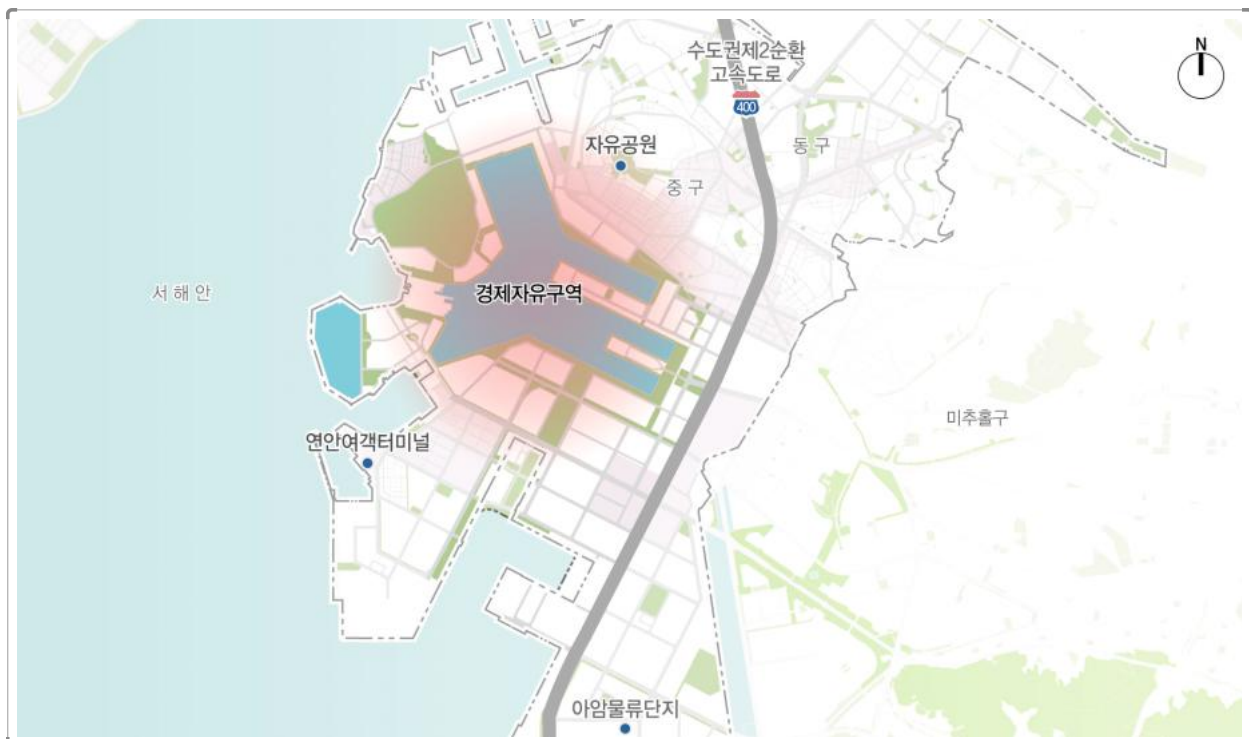 수도권제2순환
고속도로
N
400
동구
자유공원
중구
서해안
경제자유구역
미추홀구
연안여객터미널
아암물류단지